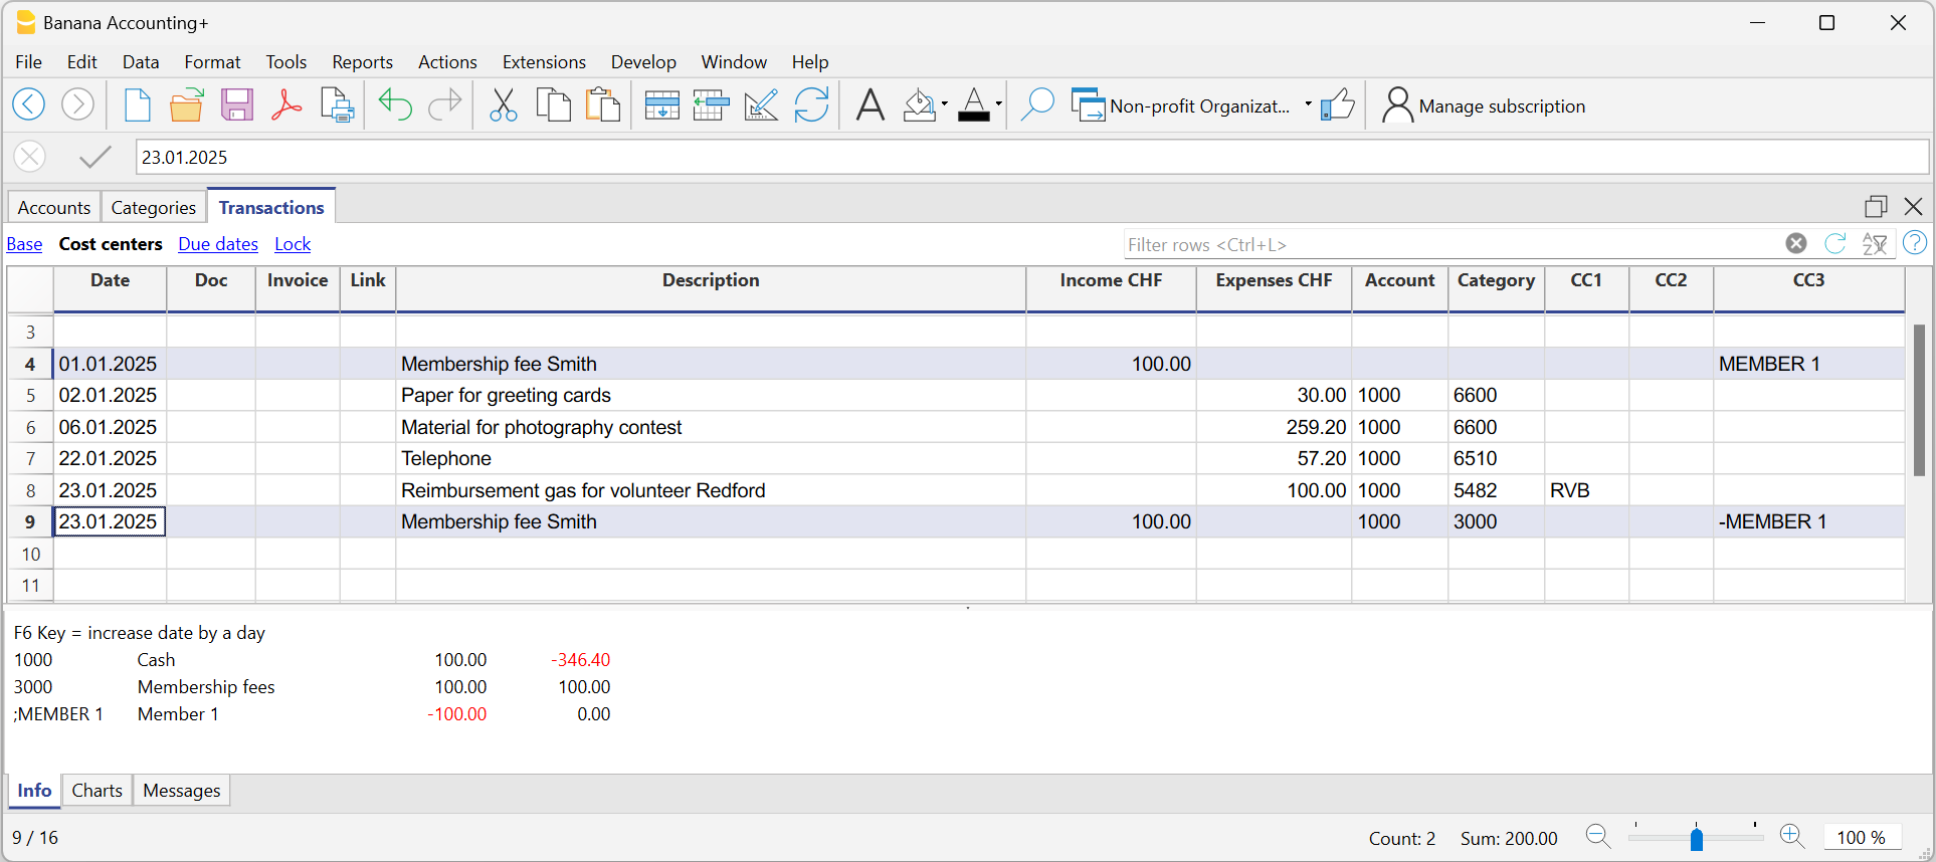 Banana Accounting+
File Edit Data Format Tools Reports Actions Extensions Develop Window Help
Non-profit Organizat... Manage subscription
23.01.2025
Accounts Categories Transactions
Base Cost centers Due dates Lock Filter rows <Ctrl+L>
Date Doc Invoice Link Description Income CHF Expenses CHF Account Category CC1 CC2 CC3
3
4 01.01.2025 Membership fee Smith 100.00 MEMBER 1
5 02.01.2025 Paper for greeting cards 30.00 1000 6600
6 06.01.2025 Material for photography contest 259.20 1000 6600
7 22.01.2025 Telephone 57.20 1000 6510
8 23.01.2025 Reimbursement gas for volunteer Redford 100.00 1000 5482 RVB
9 23.01.2025 Membership fee Smith 100.00 1000 3000 -MEMBER 1
10
11
F6 Key = increase date by a day
1000 Cash 100.00 -346.40
3000 Membership fees 100.00 100.00
;MEMBER 1 Member 1 -100.00 0.00
Info Charts Messages
9 / 16 Count: 2 Sum: 200.00 100 %